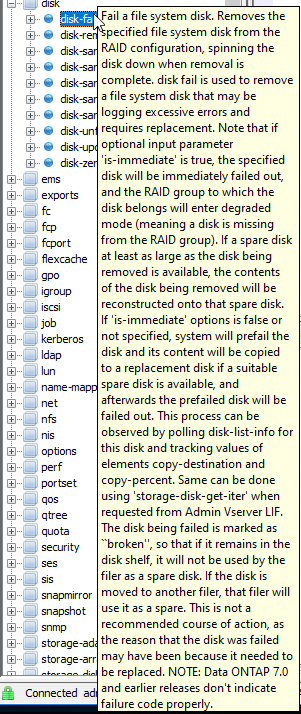 disk
disk-fa
disk-ren
disk-san
disk-san
disk-san
disk-san
disk-unf
disk-upd
disk-zer
ems
exports
fc
fcp
fcport
flexcache
gpo
igroup
iscsi
job
kerberos
ldap
lun
name-mapp
net
nfs
nis
options
perf
portset
qos
qtree
quota
security
ses
sis
snapmirror
snapshot
snmp
storage-ada
storage-arr
storage-disk
Connected adr
Fail a file system disk. Removes the
specified file system disk from the
RAID configuration, spinning the
disk down when removal is
complete. disk fail is used to remove
a file system disk that may be
logging excessive errors and
requires replacement. Note that if
optional input parameter
'is-immediate' is true, the specified
disk will be immediately failed out,
and the RAID group to which the
disk belongs will enter degraded
mode (meaning a disk is missing
from the RAID group). If a spare disk
at least as large as the disk being
removed is available, the contents
of the disk being removed will be
reconstructed onto that spare disk.
If 'is-immediate' options is false or
not specified, system will prefail the
disk and its content will be copied
to a replacement disk if a suitable
spare disk is available, and
afterwards the prefailed disk will be
failed out. This process can be
observed by polling disk-list-info for
this disk and tracking values of
elements copy-destination and
copy-percent. Same can be done
using 'storage-disk-get-iter' when
requested from Admin Vserver LIF.
The disk being failed is marked as
``broken'', so that if it remains in the
disk shelf, it will not be used by the
filer as a spare disk. If the disk is
moved to another filer, that filer
will use it as a spare. This is not a
recommended course of action, as
the reason that the disk was failed
may have been because it needed to
be replaced. NOTE: Data ONTAP 7.0
and earlier releases don't indicate
failure code properly.